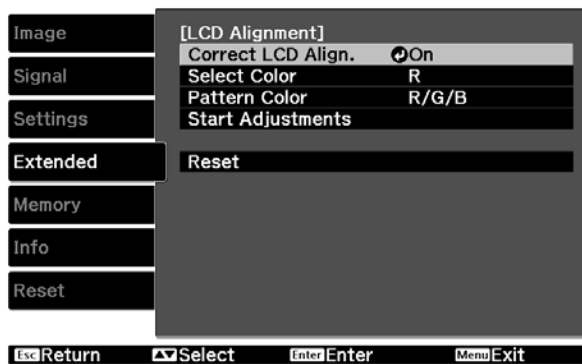 Image
Signal
Settings
Extended
Memory
Info
Reset
[LCD Alignment]
Correct LCD Align. On
Select Color R
Pattern Color R/G/B
Start Adjustments
Reset
Esc Return Select Enter Enter Menu Exit